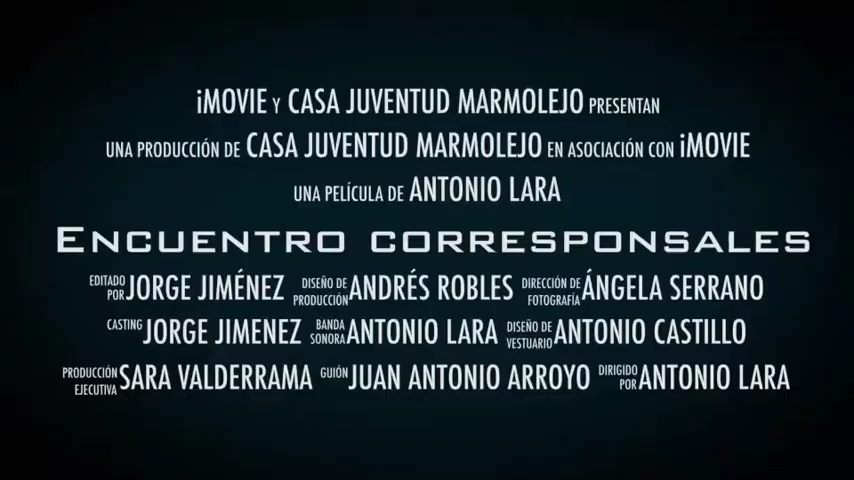 iMOVIE Y CASA JUVENTUD MARMOLEJO PRESENTAN
UNA PRODUCCIÓN DE CASA JUVENTUD MARMOLEJO EN ASOCIACIÓN CON iMOVIE
UNA PELÍCULA DE ANTONIO LARA
ENCUENTRO CORRESPONSALES
EDITADO POR JORGE JIMÉNEZ DISEÑO DE PRODUCCIÓN ANDRÉS ROBLES DIRECCIÓN DE FOTOGRAFÍA ÁNGELA SERRANO
CASTING JORGE JIMENEZ BANDA SONORA ANTONIO LARA DISEÑO DE VESTUARIO ANTONIO CASTILLO
PRODUCCIÓN EJECUTIVA SARA VALDERRAMA GUIÓN JUAN ANTONIO ARROYO DIRIGIDO POR ANTONIO LARA